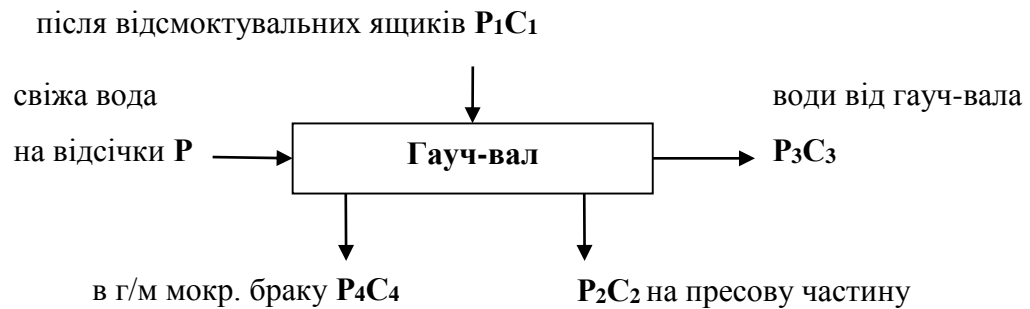 після відсмоктувальних ящиків P₁C₁
свіжа вода
на відсічки P
Гауч-вал
води від гауч-вала
P₃C₃
в г/м мокр. браку P₄C₄
P₂C₂ на пресову частину